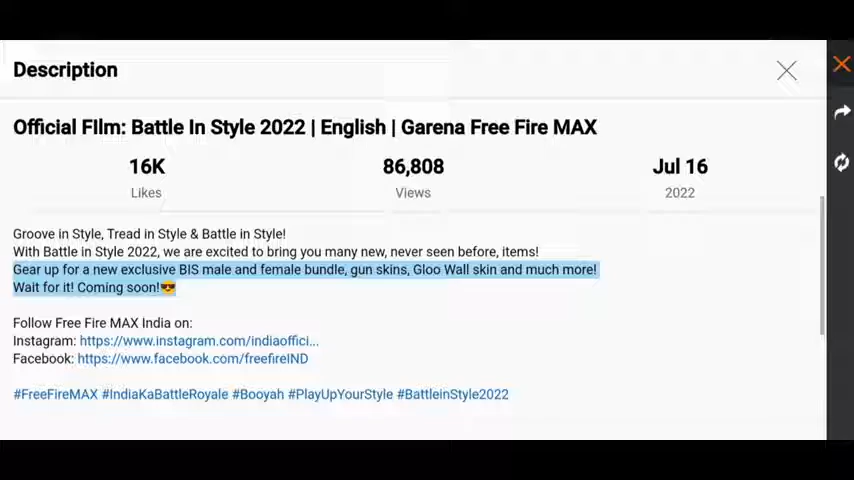 Description
Official FIlm: Battle In Style 2022 | English | Garena Free Fire MAX
16K 86,808 Jul 16
Likes Views 2022
Groove in Style, Tread in Style & Battle in Style!
With Battle in Style 2022, we are excited to bring you many new, never seen before, items!
Gear up for a new exclusive BIS male and female bundle, gun skins, Gloo Wall skin and much more!
Wait for it! Coming soon!😎
Follow Free Fire MAX India on:
Instagram: https://www.instagram.com/indiaoffici...
Facebook: https://www.facebook.com/freefireIND
#FreeFireMAX #IndiaKaBattleRoyale #Booyah #PlayUpYourStyle #BattleinStyle2022